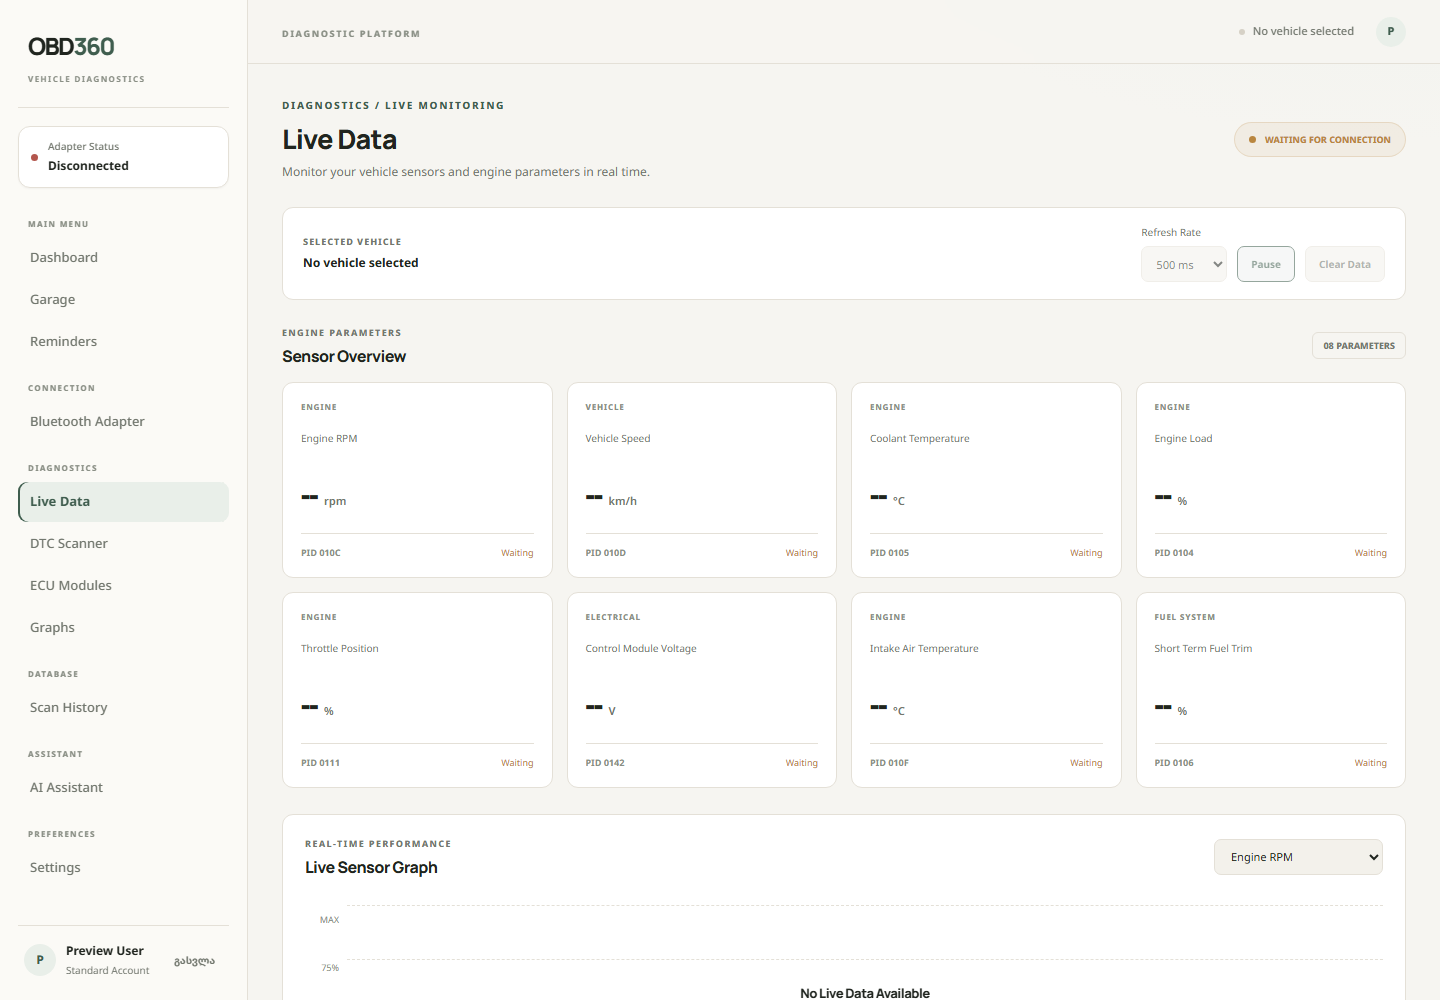 OBD360
VEHICLE DIAGNOSTICS
Adapter Status
Disconnected
MAIN MENU
Dashboard
Garage
Reminders
CONNECTION
Bluetooth Adapter
DIAGNOSTICS
Live Data
DTC Scanner
ECU Modules
Graphs
DATABASE
Scan History
ASSISTANT
AI Assistant
PREFERENCES
Settings
P
Preview User
Standard Account
გასვლა
DIAGNOSTIC PLATFORM
No vehicle selected
P
DIAGNOSTICS / LIVE MONITORING
Live Data
Monitor your vehicle sensors and engine parameters in real time.
WAITING FOR CONNECTION
SELECTED VEHICLE
No vehicle selected
Refresh Rate
500 ms
Pause
Clear Data
ENGINE PARAMETERS
Sensor Overview
08 PARAMETERS
ENGINE
Engine RPM
-- rpm
PID 010C
Waiting
VEHICLE
Vehicle Speed
-- km/h
PID 010D
Waiting
ENGINE
Coolant Temperature
-- °C
PID 0105
Waiting
ENGINE
Engine Load
-- %
PID 0104
Waiting
ENGINE
Throttle Position
-- %
PID 0111
Waiting
ELECTRICAL
Control Module Voltage
-- V
PID 0142
Waiting
ENGINE
Intake Air Temperature
-- °C
PID 010F
Waiting
FUEL SYSTEM
Short Term Fuel Trim
-- %
PID 0106
Waiting
REAL-TIME PERFORMANCE
Live Sensor Graph
Engine RPM
MAX
75%
No Live Data Available